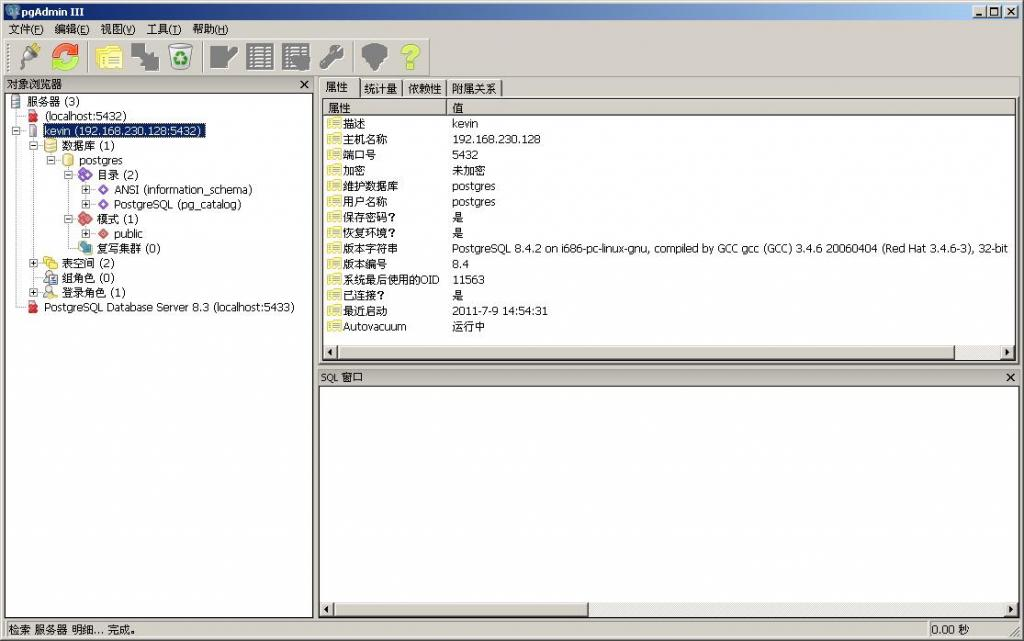 pgAdmin III
文件(F) 编辑(E) 视图(V) 工具(T) 帮助(H)
对象浏览器
服务器 (3)
(localhost:5432)
kevin (192.168.230.128:5432)
数据库 (1)
postgres
目录 (2)
ANSI (information_schema)
PostgreSQL (pg_catalog)
模式 (1)
public
复写集群 (0)
表空间 (2)
组角色 (0)
登录角色 (1)
PostgreSQL Database Server 8.3 (localhost:5433)
属性 统计量 依赖性 附属关系
属性 值
描述 kevin
主机名称 192.168.230.128
端口号 5432
加密 未加密
维护数据库 postgres
用户名称 postgres
保存密码? 是
恢复环境? 是
版本字符串 PostgreSQL 8.4.2 on i686-pc-linux-gnu, compiled by GCC gcc (GCC) 3.4.6 20060404 (Red Hat 3.4.6-3), 32-bit
版本编号 8.4
系统最后使用的OID 11563
已连接? 是
最近启动 2011-7-9 14:54:31
Autovacuum 运行中
SQL 窗口
检索 服务器 明细... 完成。 0.00 秒